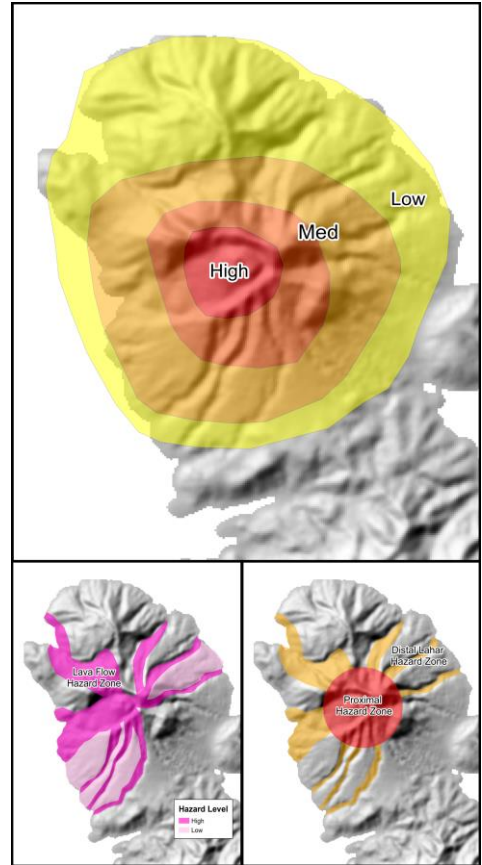 Low
Med
High
Lava Flow
Hazard Zone
Hazard Level
High
Low
Distal Lahar
Hazard Zone
Proximal
Hazard Zone